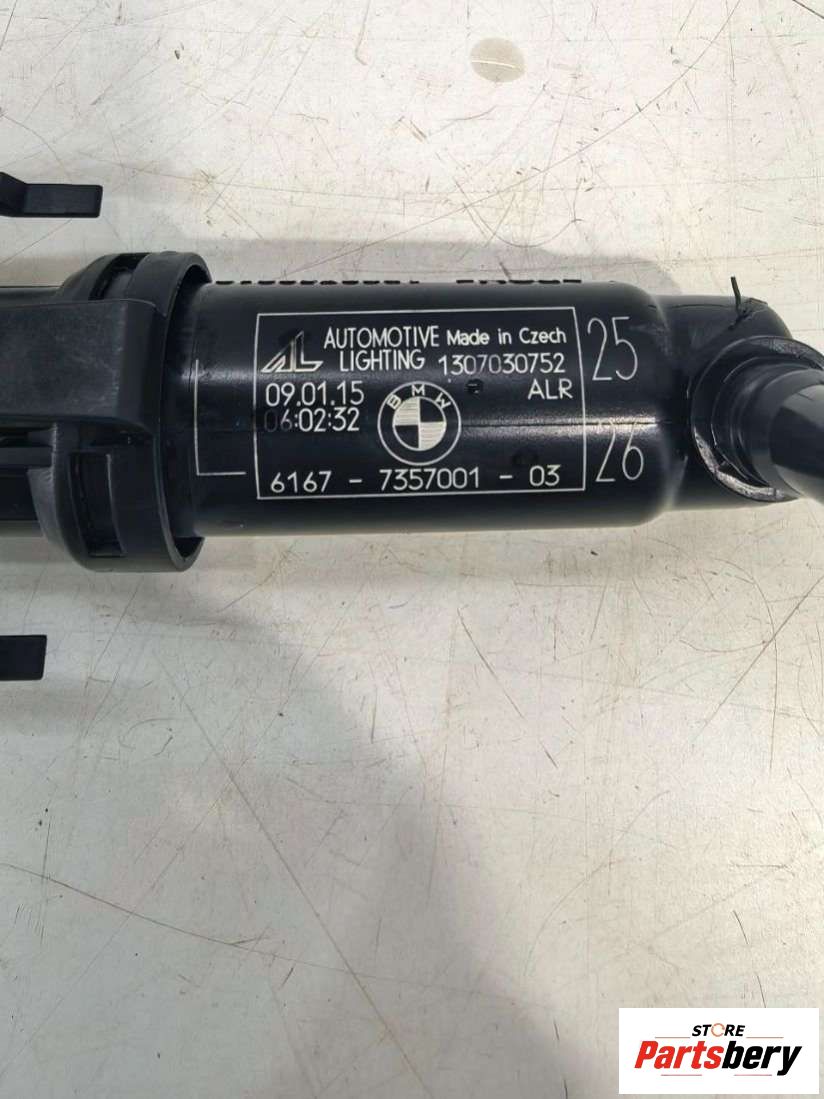 AUTOMOTIVE Made in Czech
LIGHTING 1307030752
09.01.15 ALR
06:02:32
BMW
6167 - 7357001 - 03
25
26
STORE
Partsbery